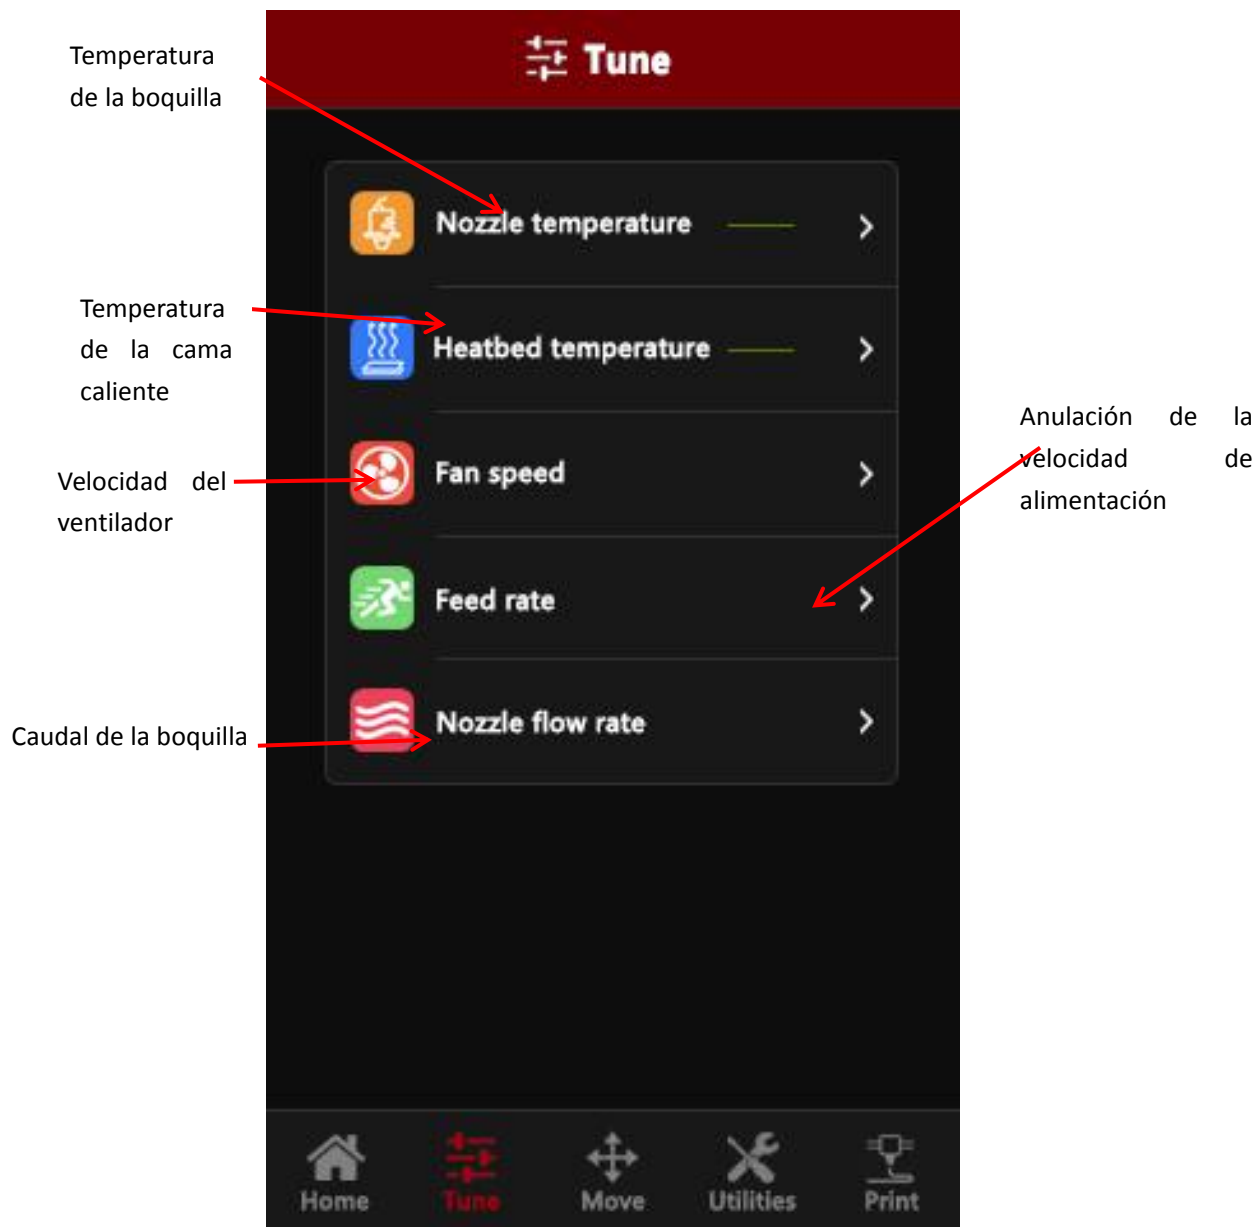 Temperatura
de la boquilla
Tune
Nozzle temperature
Temperatura
de la cama
caliente
Heatbed temperature
Anulación de la
velocidad de
alimentación
Velocidad del
ventilador
Fan speed
Feed rate
Caudal de la boquilla
Nozzle flow rate
Home
Tune
Move
Utilities
Print